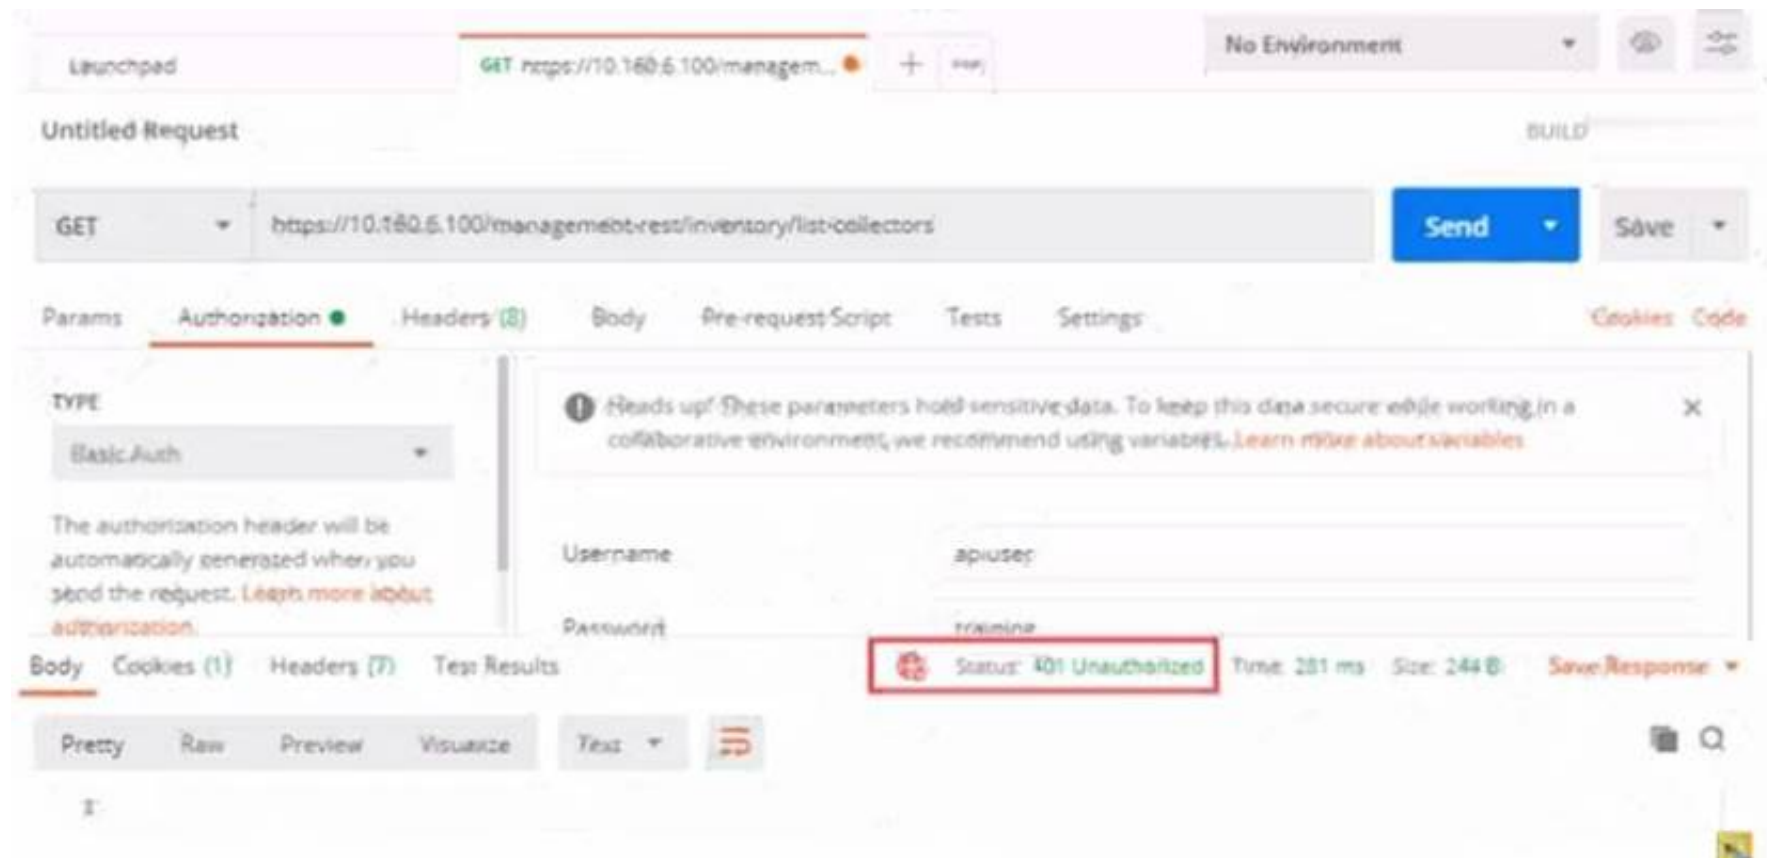 No Environment
Launchpad GET https://10.160.6.100/managem... +
Untitled Request BUILD
GET https://10.160.6.100/management-rest/inventory/list-collectors Send Save
Params Authorization Headers (8) Body Pre-request Script Tests Settings Cookies Code
TYPE
Basic Auth
The authorization header will be
automatically generated when you
send the request. Learn more about
authorization.
Heads up! These parameters hold sensitive data. To keep this data secure while working in a
collaborative environment, we recommend using variables. Learn more about variables
Username apiuser
Password training
Body Cookies (1) Headers (7) Test Results Status: 401 Unauthorized Time: 281 ms Size: 244 B Save Response
Pretty Raw Preview Visualize Text
1